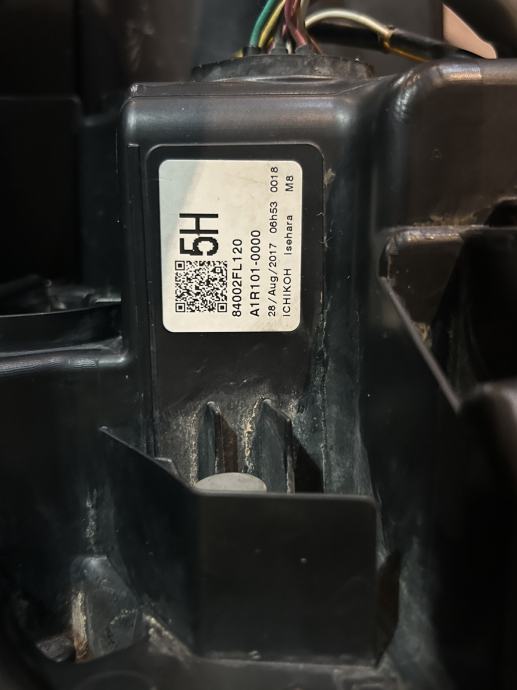 5H
84002FL120
A1R101-0000
28/Aug/2017 06h53 0018
ICHIKOH Isehara M8